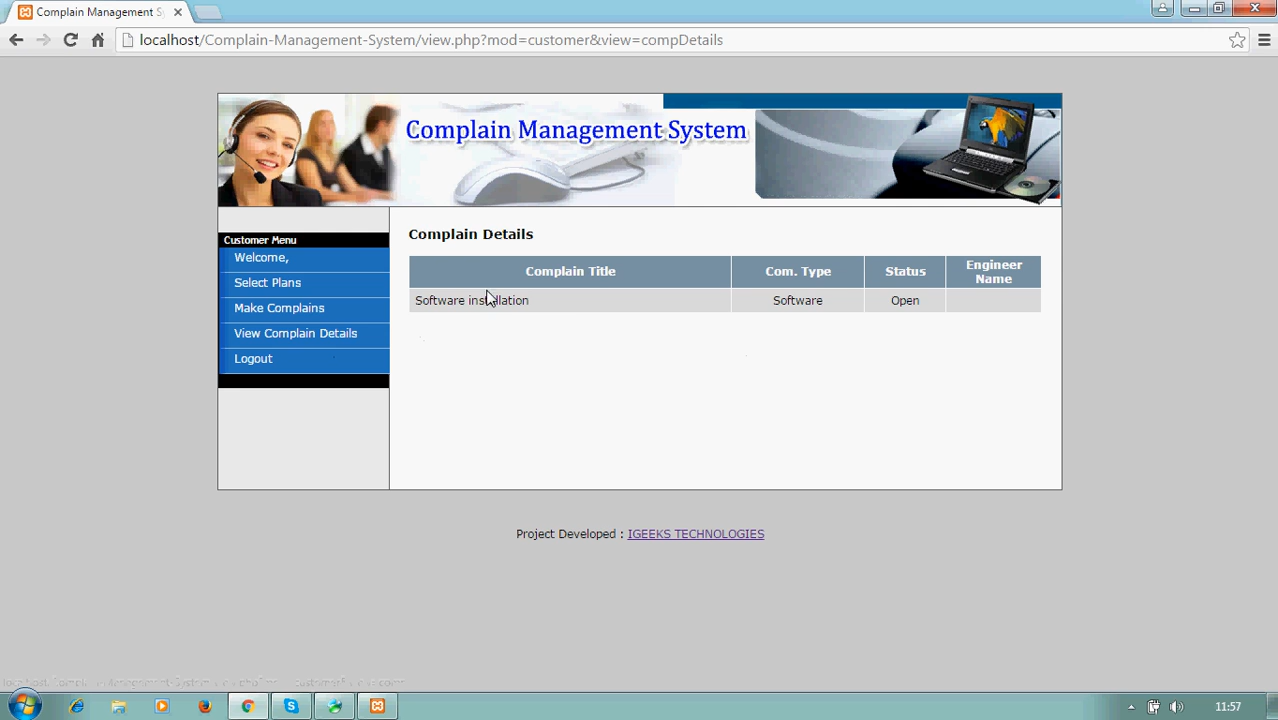 Complain Management S
localhost/Complain-Management-System/view.php?mod=customer&view=compDetails
Complain Management System
Customer Menu
Welcome,
Select Plans
Make Complains
View Complain Details
Logout
Complain Details
Complain Title
Com. Type
Status
Engineer
Name
Software installation
Software
Open
Project Developed : IGEEKS TECHNOLOGIES
11:57